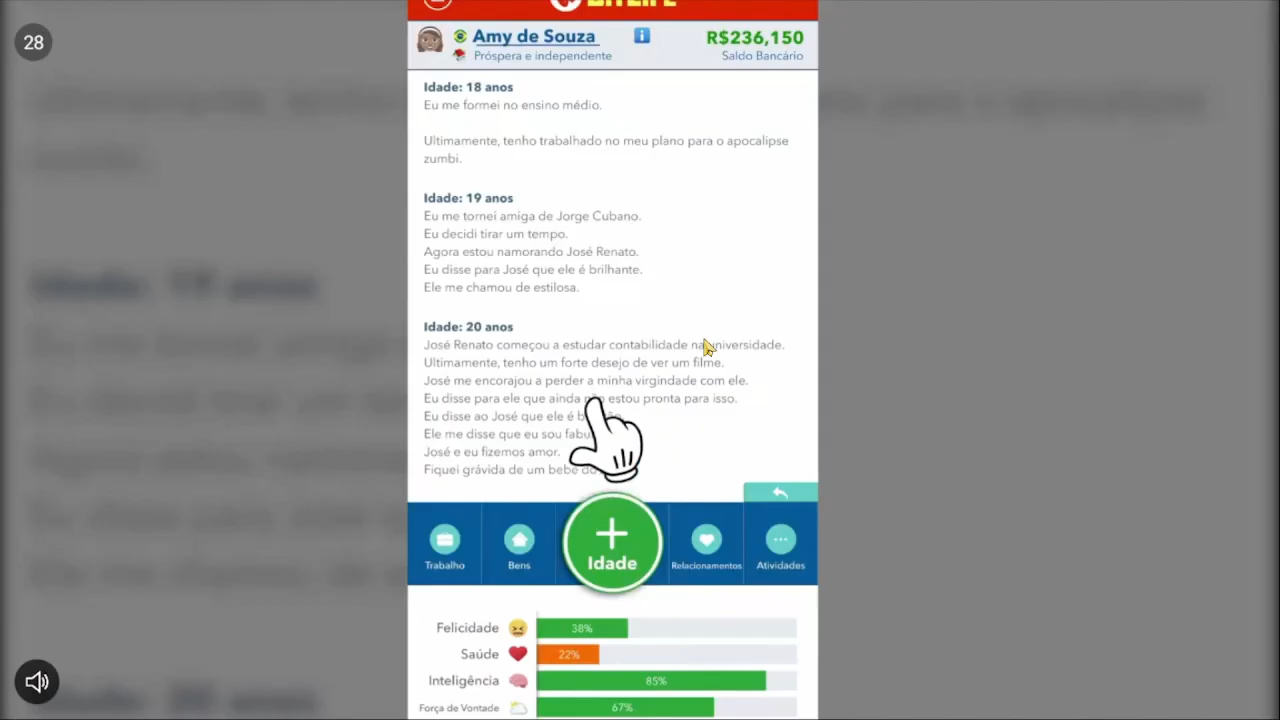 28
BITLIFE
Amy de Souza
R$236,150
Próspera e independente
Saldo Bancário
Idade: 18 anos
Eu me formei no ensino médio.
Ultimamente, tenho trabalhado no meu plano para o apocalipse
zumbi.
Idade: 19 anos
Eu me tornei amiga de Jorge Cubano.
Eu decidi tirar um tempo.
Agora estou namorando José Renato.
Eu disse para José que ele é brilhante.
Ele me chamou de estilosa.
Idade: 20 anos
José Renato começou a estudar contabilidade na universidade.
Ultimamente, tenho um forte desejo de ver um filme.
José me encorajou a perder a minha virgindade com ele.
Eu disse para ele que ainda não estou pronta para isso.
Eu disse ao José que ele é
Ele me disse que eu sou
José e eu fizemos amor.
Fiquei grávida de um bebê do
Trabalho
Bens
Idade
Relacionamentos
Atividades
Felicidade
38%
Saúde
22%
Inteligência
85%
Força de Vontade
67%